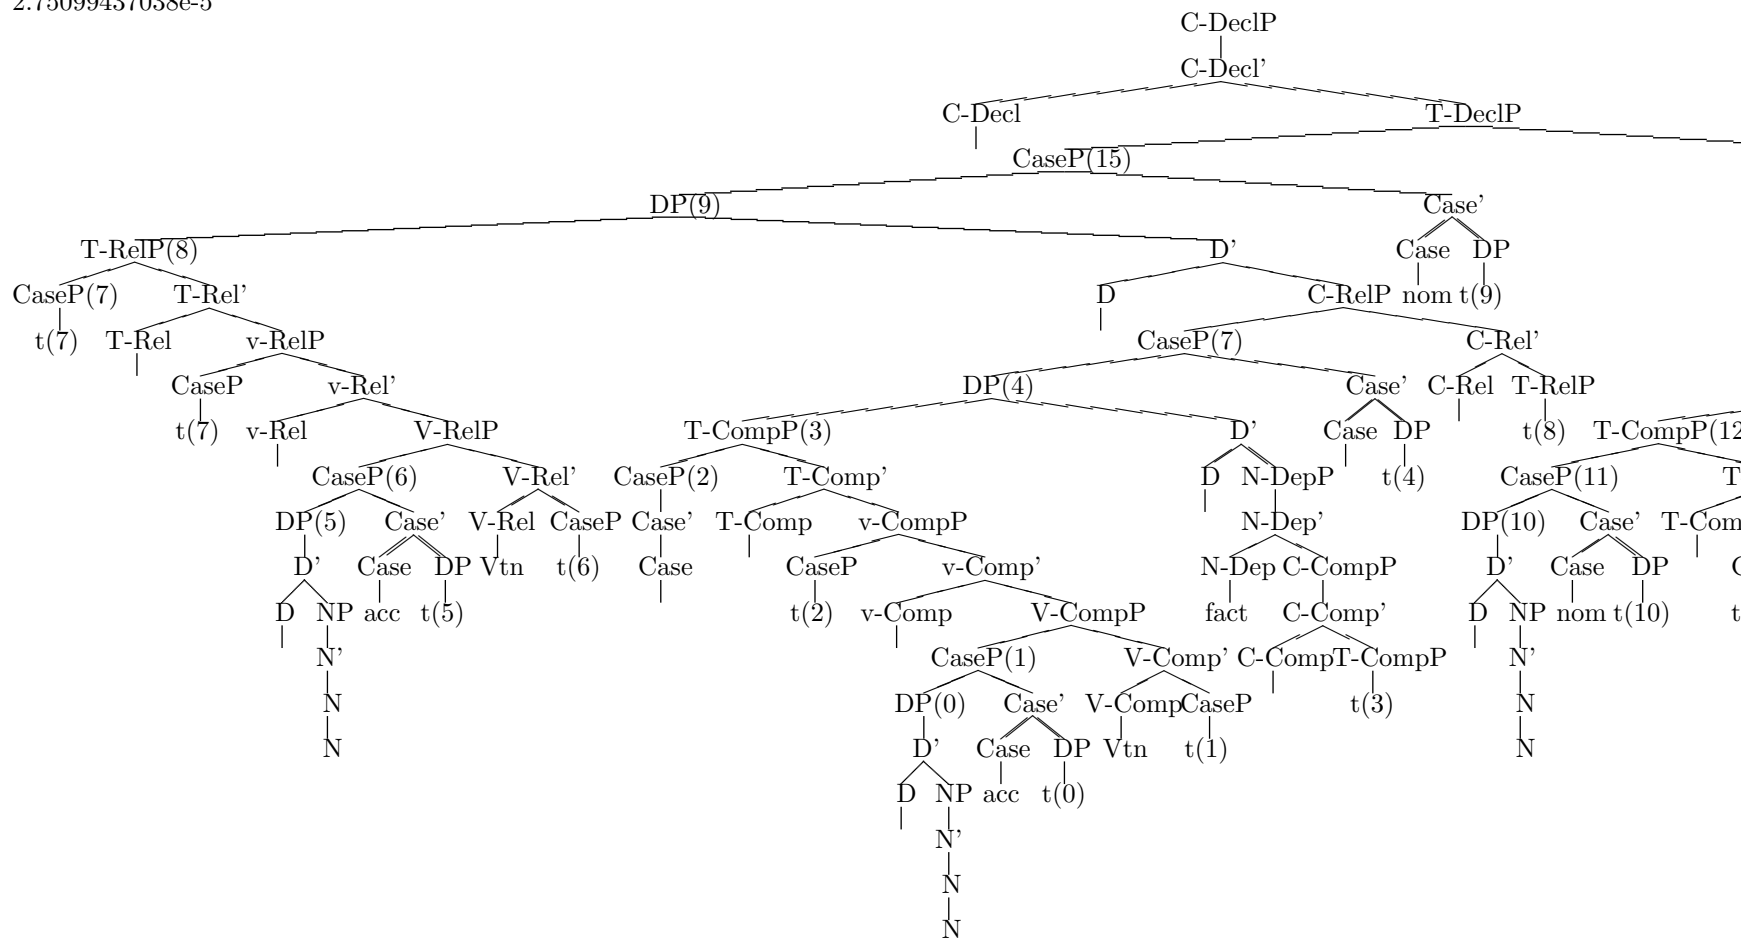 2.75099437038e-5
C-DeclP
C-Decl’
C-Decl T-DeclP
CaseP(15)
DP(9) Case’
T-RelP(8) D’ Case DP
CaseP(7) T-Rel’ D C-RelP nom t(9)
t(7) T-Rel v-RelP CaseP(7) C-Rel’
CaseP v-Rel’ DP(4) Case’ C-Rel T-RelP
t(7) v-Rel V-RelP T-CompP(3) D’ Case DP t(8) T-CompP(12
CaseP(6) V-Rel’ CaseP(2) T-Comp’ D N-DepP t(4) CaseP(11) T
DP(5) Case’ V-Rel CaseP Case’ T-Comp v-CompP N-Dep’ DP(10) Case’ T-Com
D’ Case DP Vtn t(6) Case CaseP v-Comp’ N-Dep C-CompP D’ Case DP C
D NP acc t(5) t(2) v-Comp V-CompP fact C-Comp’ D NP nom t(10) t
N’ CaseP(1) V-Comp’ C-Comp T-CompP N’
N DP(0) Case’ V-Comp CaseP t(3) N
N D’ Case DP Vtn t(1) N
D NP acc t(0)
N’
N
N